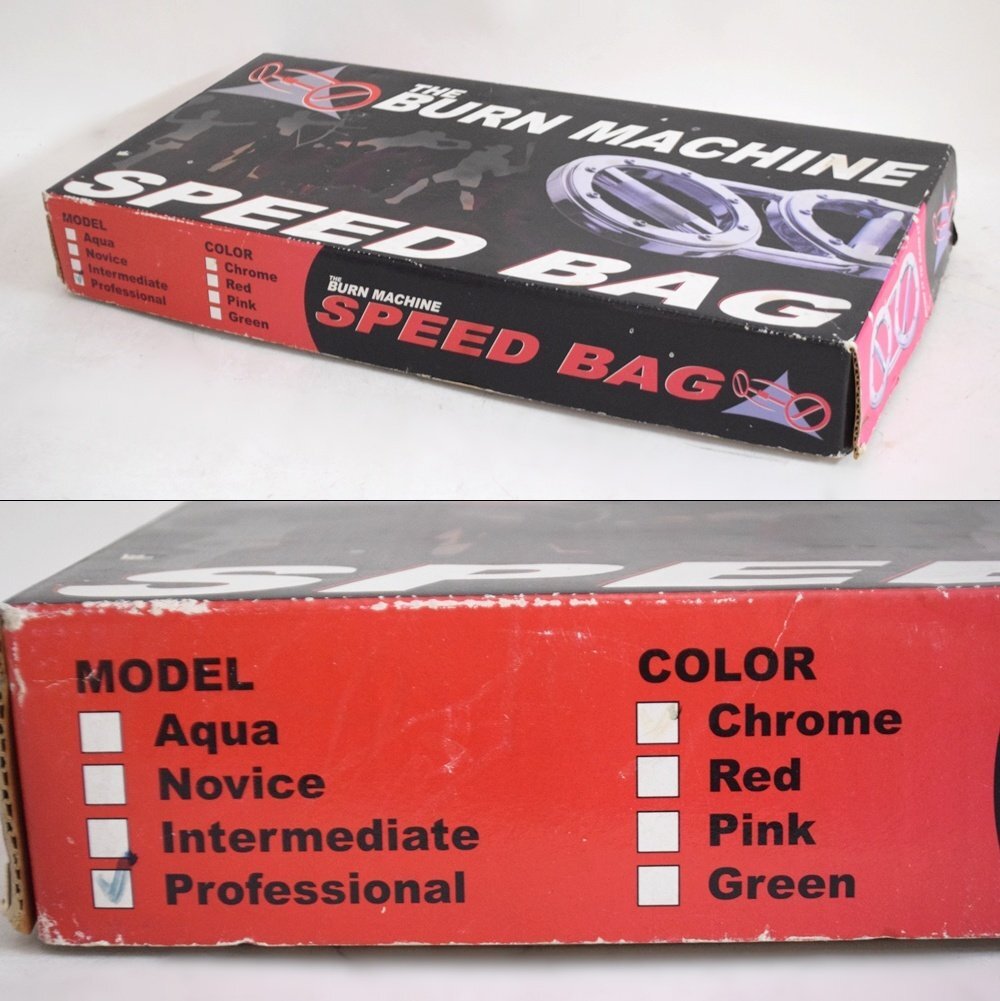 THE
BURN MACHINE
SPEED BAG
MODEL
Aqua
Novice
Intermediate
Professional
COLOR
Chrome
Red
Pink
Green
THE
BURN MACHINE
SPEED BAG
SPEE
MODEL
Aqua
Novice
Intermediate
Professional
COLOR
Chrome
Red
Pink
Green